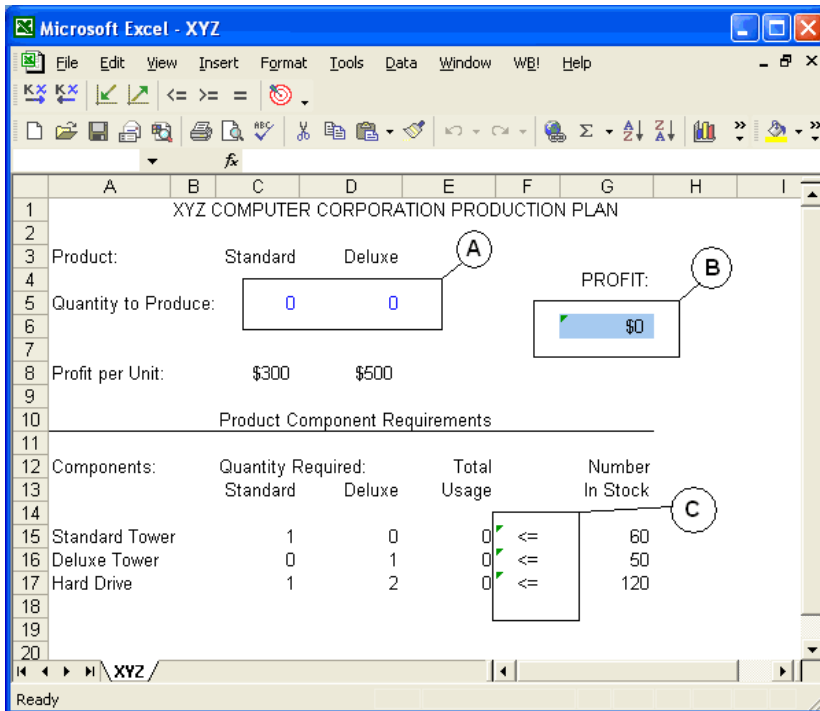 Microsoft Excel - XYZ
File Edit View Insert Format Tools Data Window WB! Help
<= >= =
ABC Σ A Z Z A »
fx
A B C D E F G H I
1 XYZ COMPUTER CORPORATION PRODUCTION PLAN
2
3 Product: Standard Deluxe A
4 PROFIT: B
5 Quantity to Produce: 0 0
6 $0
7
8 Profit per Unit: $300 $500
9
10 Product Component Requirements
11
12 Components: Quantity Required: Total Number
13 Standard Deluxe Usage In Stock
14 C
15 Standard Tower 1 0 0 <= 60
16 Deluxe Tower 0 1 0 <= 50
17 Hard Drive 1 2 0 <= 120
18
19
20
XYZ
Ready